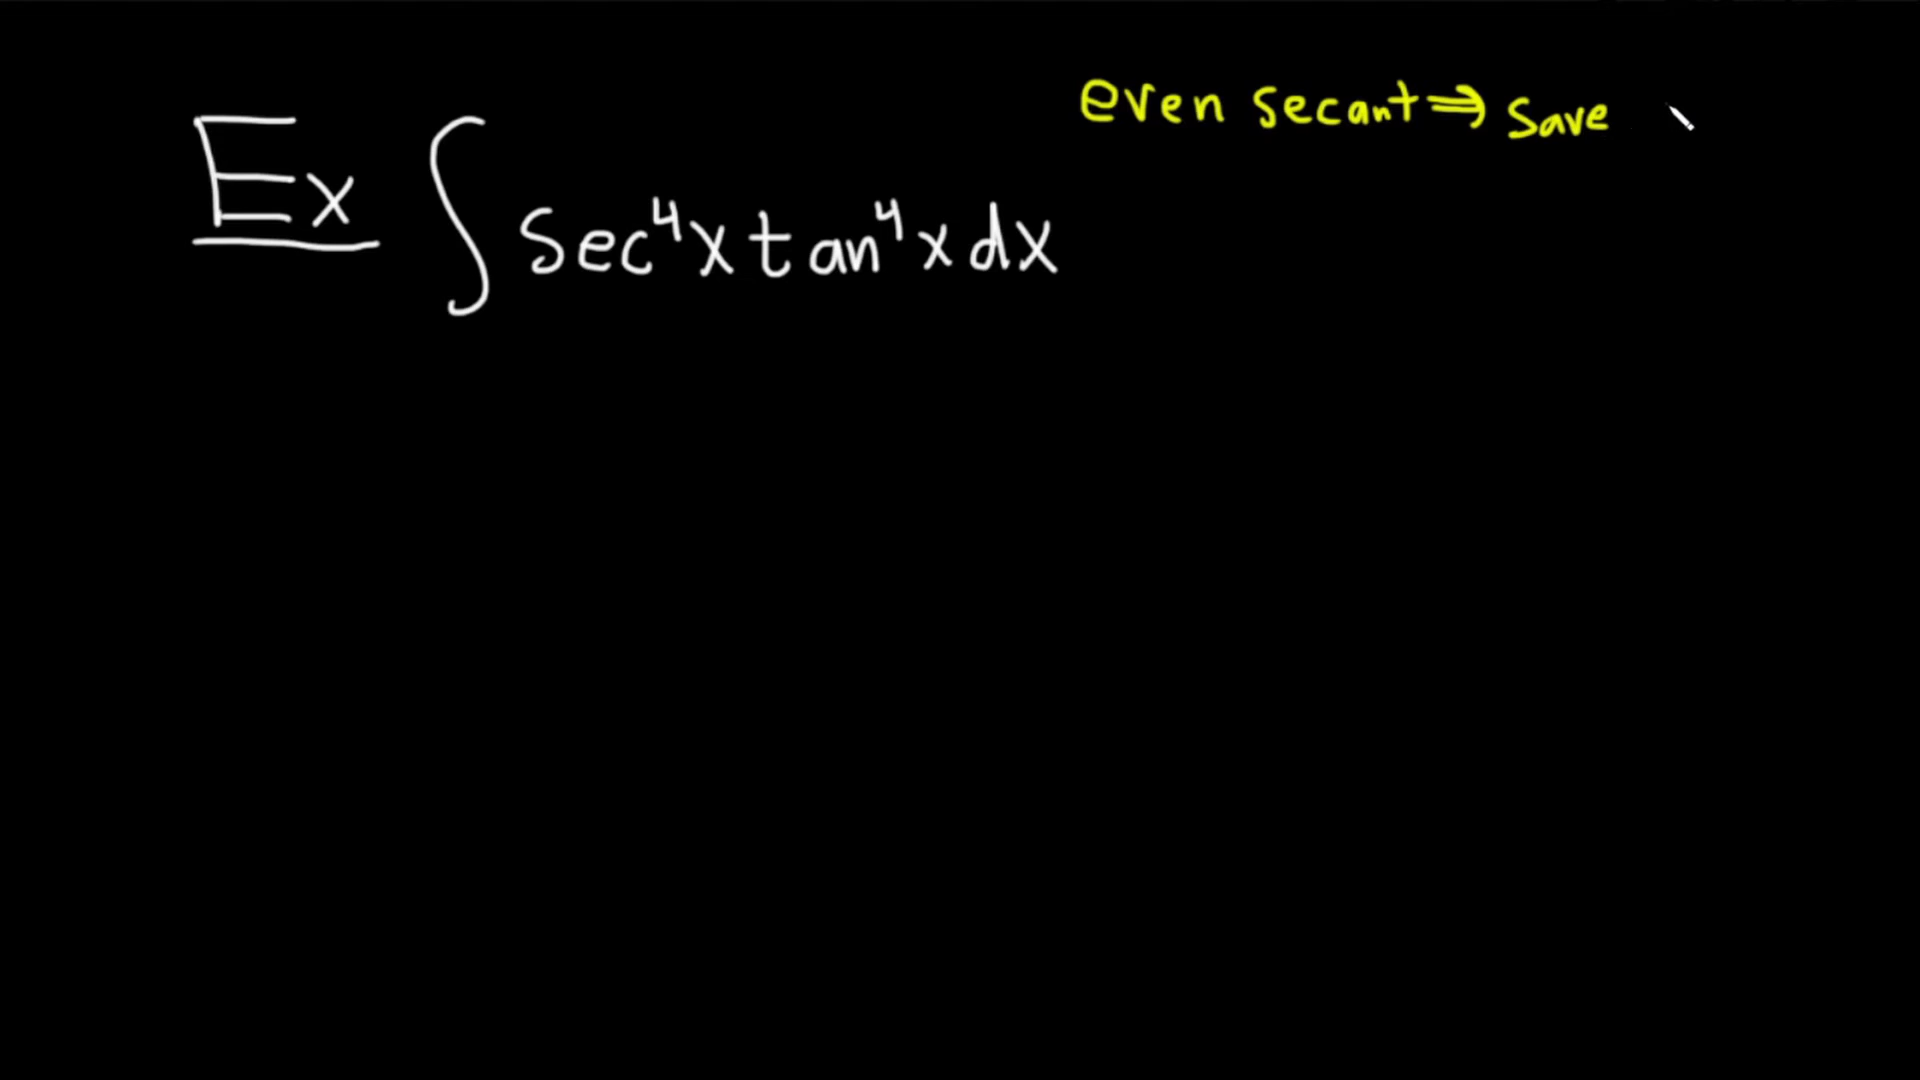 even secant ⇒ save
Ex ∫ sec⁴x tan⁴x dx